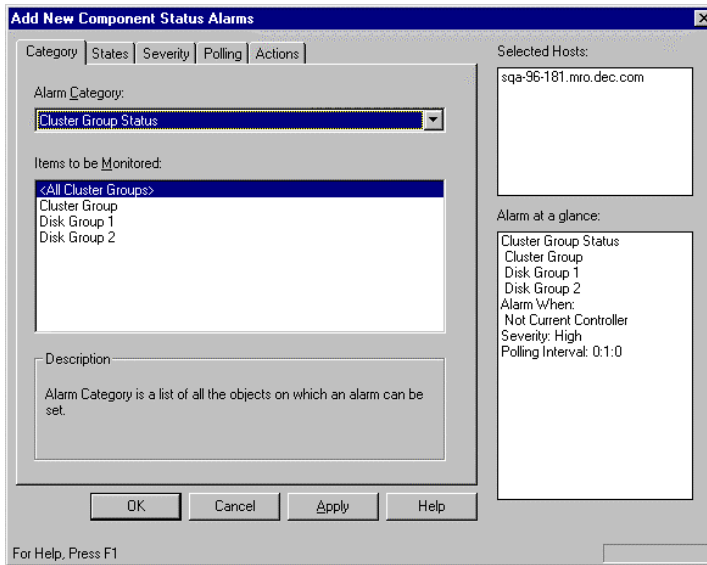 Add New Component Status Alarms
Category States Severity Polling Actions
Alarm Category:
Cluster Group Status
Items to be Monitored:
<All Cluster Groups>
Cluster Group
Disk Group 1
Disk Group 2
Description
Alarm Category is a list of all the objects on which an alarm can be
set.
OK Cancel Apply Help
Selected Hosts:
sqa-96-181.mro.dec.com
Alarm at a glance:
Cluster Group Status
Cluster Group
Disk Group 1
Disk Group 2
Alarm When:
Not Current Controller
Severity: High
Polling Interval: 0:1:0
For Help, Press F1